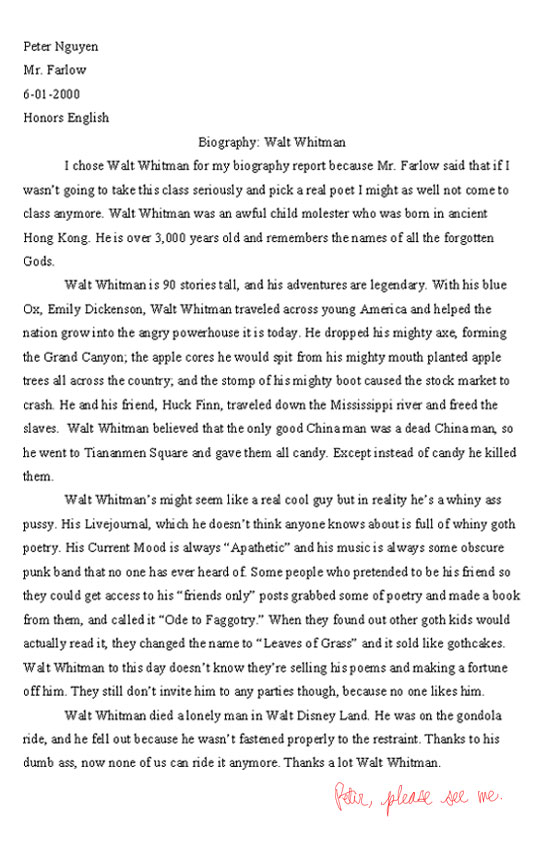 Peter Nguyen
Mr. Farlow
6-01-2000
Honors English
Biography: Walt Whitman
I chose Walt Whitman for my biography report because Mr. Farlow said that if I
wasn't going to take this class seriously and pick a real poet I might as well not come to
class anymore. Walt Whitman was an awful child molester who was born in ancient
Hong Kong. He is over 3,000 years old and remembers the names of all the forgotten
Gods.
Walt Whitman is 90 stories tall, and his adventures are legendary. With his blue
Ox, Emily Dickenson, Walt Whitman traveled across young America and helped the
nation grow into the angry powerhouse it is today. He dropped his mighty axe, forming
the Grand Canyon; the apple cores he would spit from his mighty mouth planted apple
trees all across the country; and the stomp of his mighty boot caused the stock market to
crash. He and his friend, Huck Finn, traveled down the Mississippi river and freed the
slaves. Walt Whitman believed that the only good Chinaman was a dead Chinaman, so
he went to Tiananmen Square and gave them all candy. Except instead of candy he killed
them.
Walt Whitman's might seem like a real cool guy but in reality he's a whiny ass
pussy. His Livejournal, which he doesn't think anyone knows about is full of whiny goth
poetry. His Current Mood is always "Apathetic" and his music is always some obscure
punk band that no one has ever heard of. Some people who pretended to be his friend so
they could get access to his "friends only" posts grabbed some of poetry and made a book
from them, and called it "Ode to Faggotry." When they found out other goth kids would
actually read it, they changed the name to "Leaves of Grass" and it sold like gothcakes.
Walt Whitman to this day doesn't know they're selling his poems and making a fortune
off him. They still don't invite him to any parties though, because no one likes him.
Walt Whitman died a lonely man in Walt Disney Land. He was on the gondola
ride, and he fell out because he wasn't fastened properly to the restraint. Thanks to his
dumb ass, now none of us can ride it anymore. Thanks a lot Walt Whitman.
Peter, please see me.